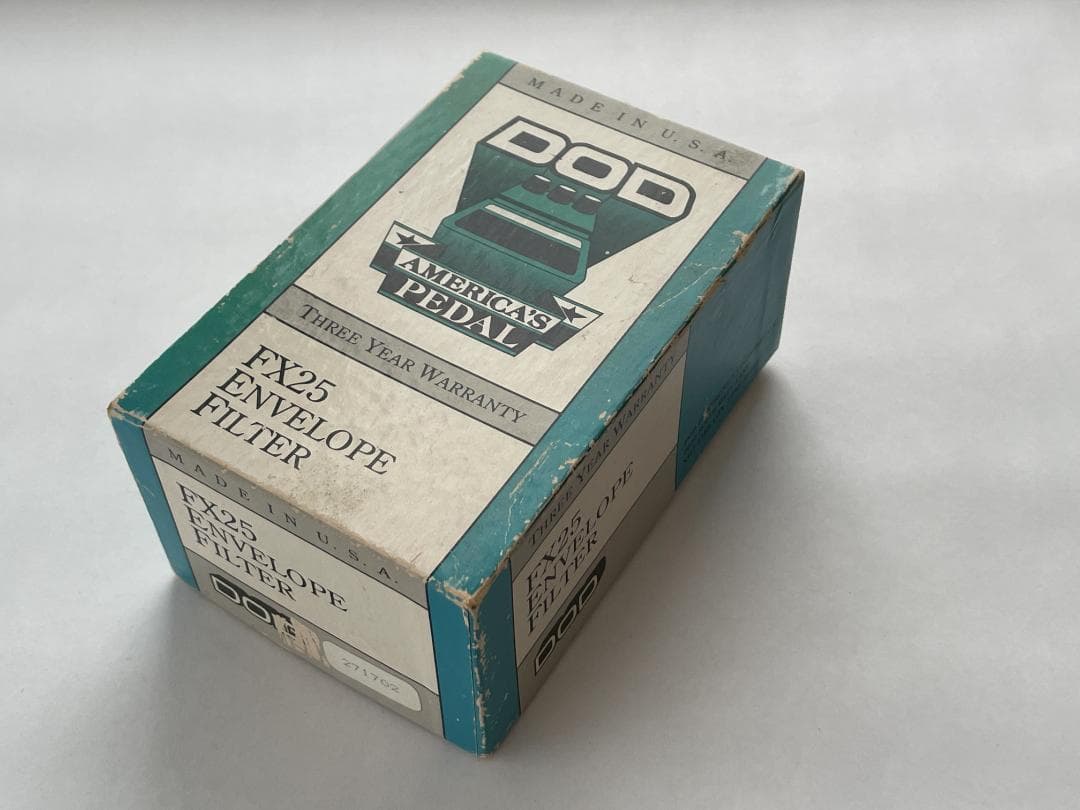 MADE IN U.S.A.
DOD
AMERICA'S
PEDAL
THREE YEAR WARRANTY
FX25
ENVELOPE
FILTER
MADE IN U.S.A.
FX25
ENVELOPE
FILTER
DOD
271702
THREE YEAR WARRANTY
FX25
ENVELOPE
FILTER
DOD